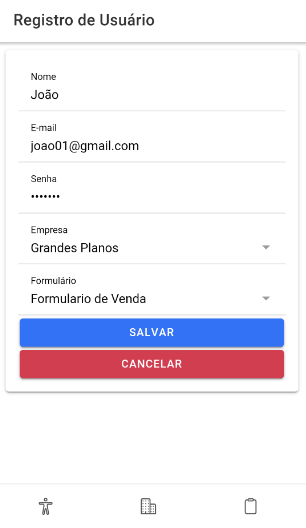 Registro de Usuário
Nome
João
E-mail
joao01@gmail.com
Senha
•••••••
Empresa
Grandes Planos
Formulário
Formulario de Venda
SALVAR
CANCELAR